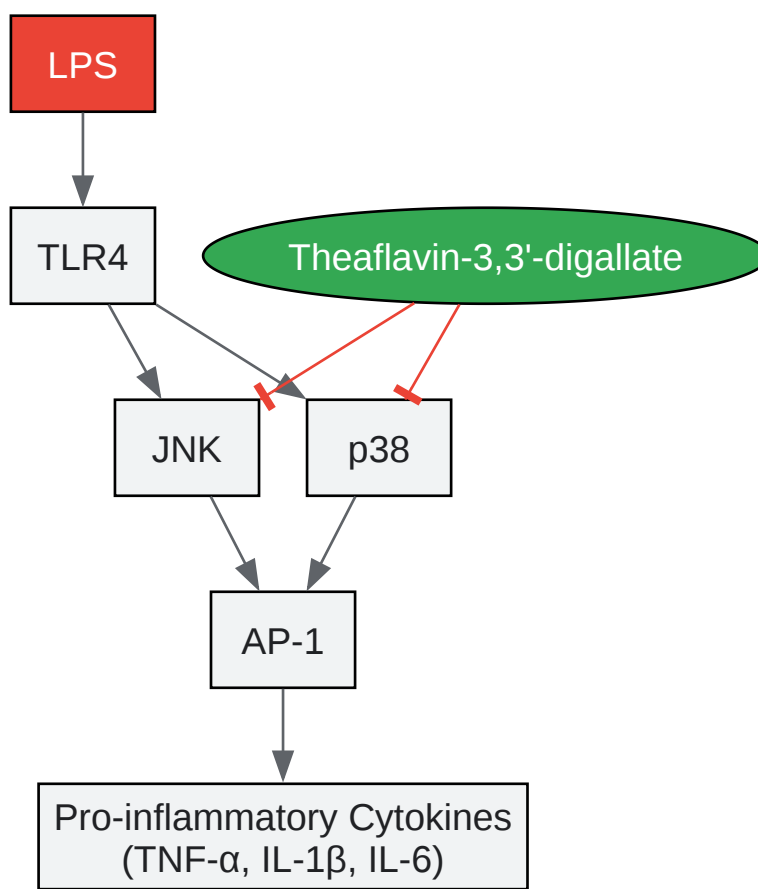 LPS
TLR4
Theaflavin-3,3'-digallate
JNK
p38
AP-1
Pro-inflammatory Cytokines
(TNF-α, IL-1β, IL-6)